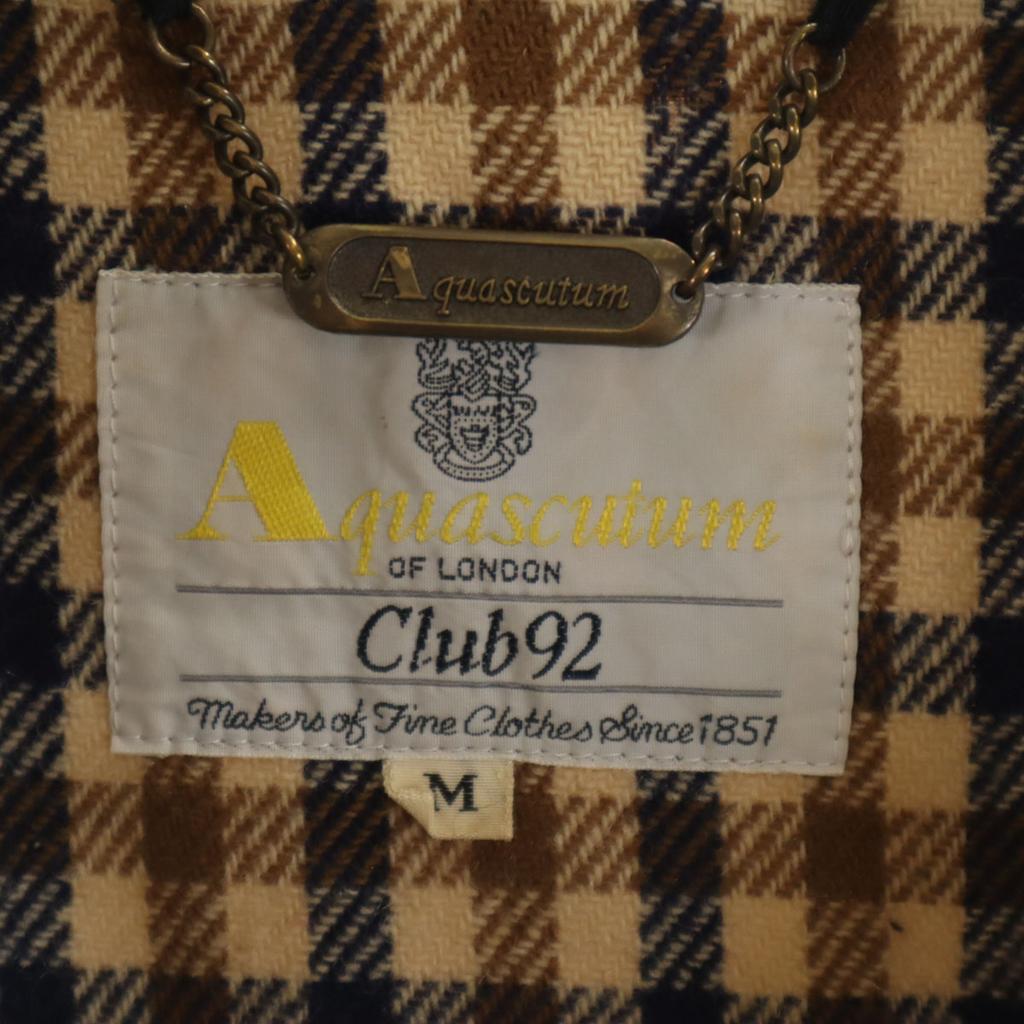 Aquascutum
Aquascutum
OF LONDON
Club92
Makers of Fine Clothes Since 1851
M